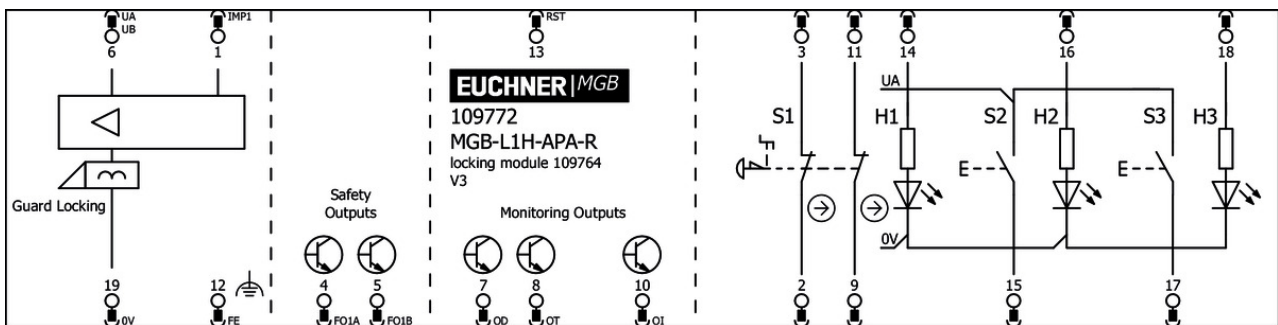 UA
UB
6
IMP1
1
RST
13
3
11
14
16
18
EUCHNER MGB
109772
MGB-L1H-APA-R
locking module 109764
V3
Guard Locking
Safety
Outputs
Monitoring Outputs
UA
S1
H1
S2
H2
S3
H3
E
E
0V
19
0V
12
FE
4
FO1A
5
FO1B
7
OD
8
OT
10
OI
2
9
15
17